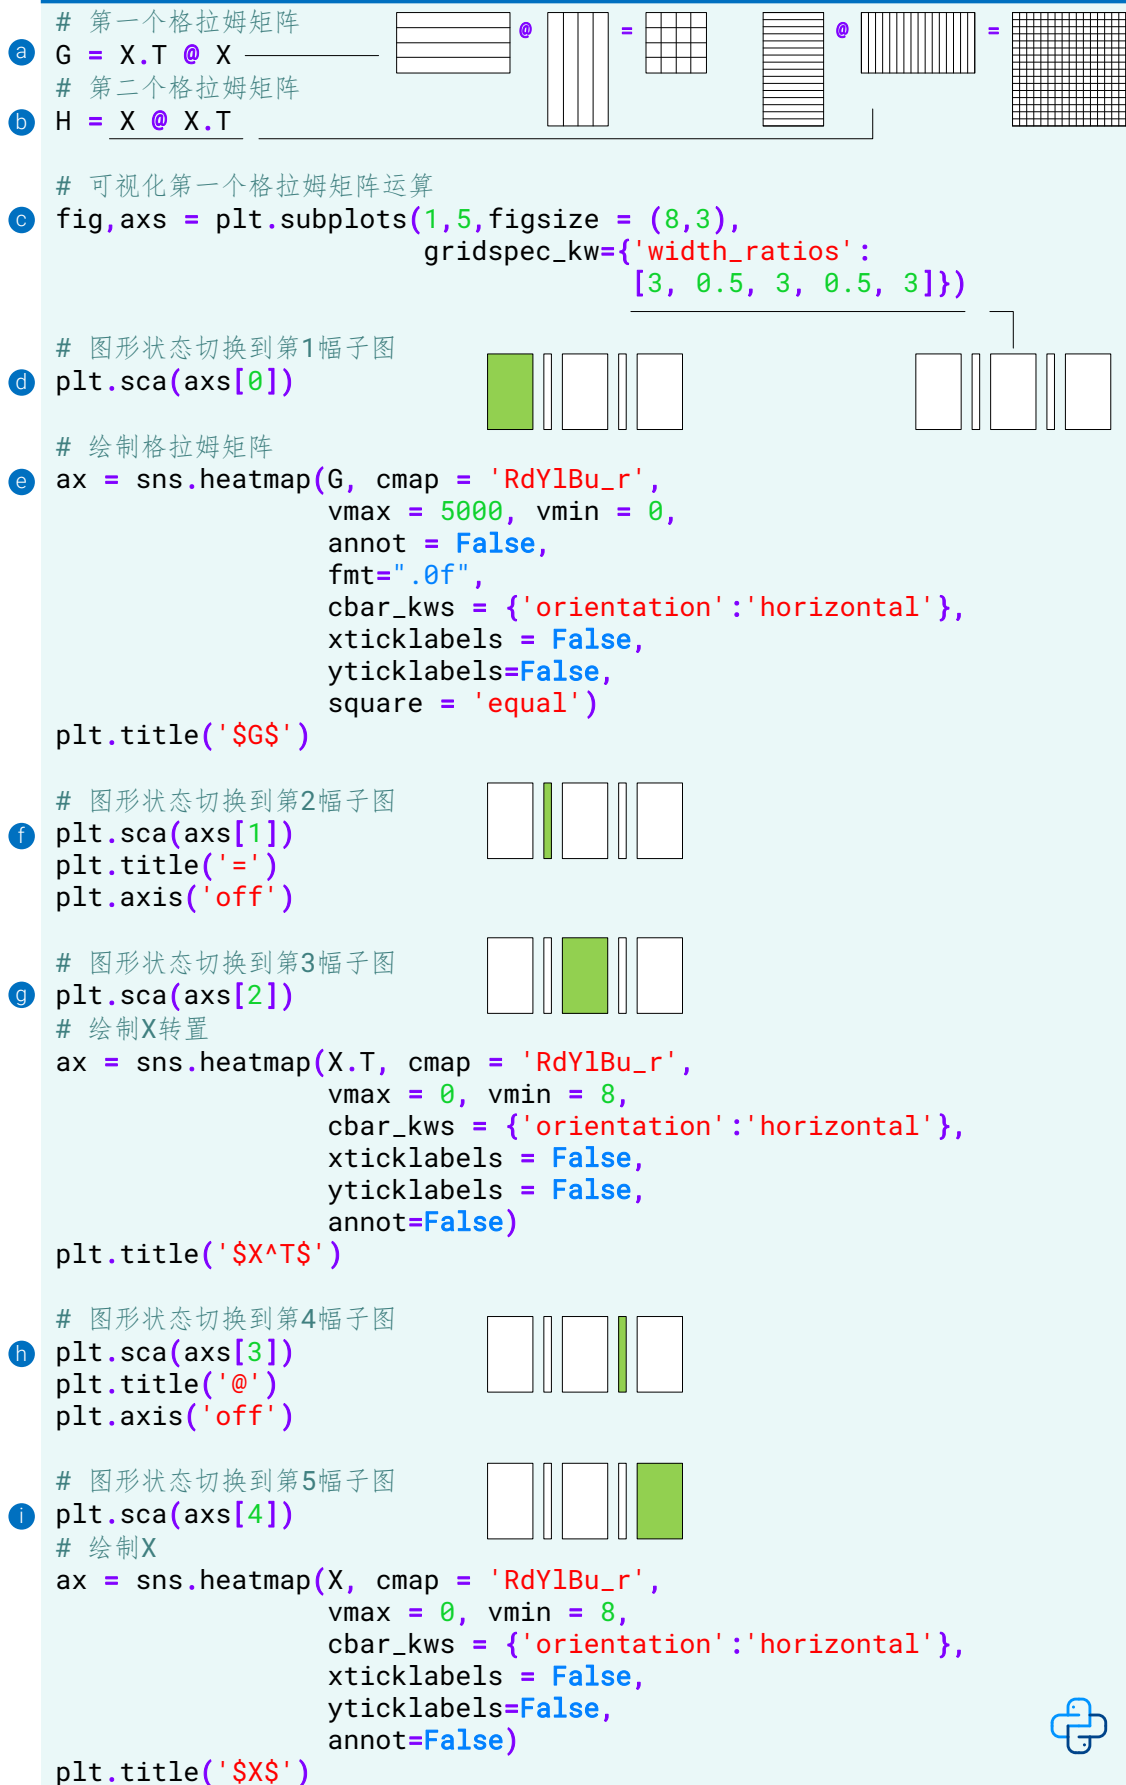 # 第一个格拉姆矩阵
@ = @ =
a G = X.T @ X
# 第二个格拉姆矩阵
b H = X @ X.T
# 可视化第一个格拉姆矩阵运算
c fig,axs = plt.subplots(1,5,figsize = (8,3),
gridspec_kw={'width_ratios':
[3, 0.5, 3, 0.5, 3]})
# 图形状态切换到第1幅子图
d plt.sca(axs[0])
# 绘制格拉姆矩阵
e ax = sns.heatmap(G, cmap = 'RdYlBu_r',
vmax = 5000, vmin = 0,
annot = False,
fmt=".0f",
cbar_kws = {'orientation':'horizontal'},
xticklabels = False,
yticklabels=False,
square = 'equal')
plt.title('$G$')
# 图形状态切换到第2幅子图
f plt.sca(axs[1])
plt.title('=')
plt.axis('off')
# 图形状态切换到第3幅子图
g plt.sca(axs[2])
# 绘制X转置
ax = sns.heatmap(X.T, cmap = 'RdYlBu_r',
vmax = 0, vmin = 8,
cbar_kws = {'orientation':'horizontal'},
xticklabels = False,
yticklabels = False,
annot=False)
plt.title('$X^T$')
# 图形状态切换到第4幅子图
h plt.sca(axs[3])
plt.title('@')
plt.axis('off')
# 图形状态切换到第5幅子图
i plt.sca(axs[4])
# 绘制X
ax = sns.heatmap(X, cmap = 'RdYlBu_r',
vmax = 0, vmin = 8,
cbar_kws = {'orientation':'horizontal'},
xticklabels = False,
yticklabels=False,
annot=False)
plt.title('$X$')